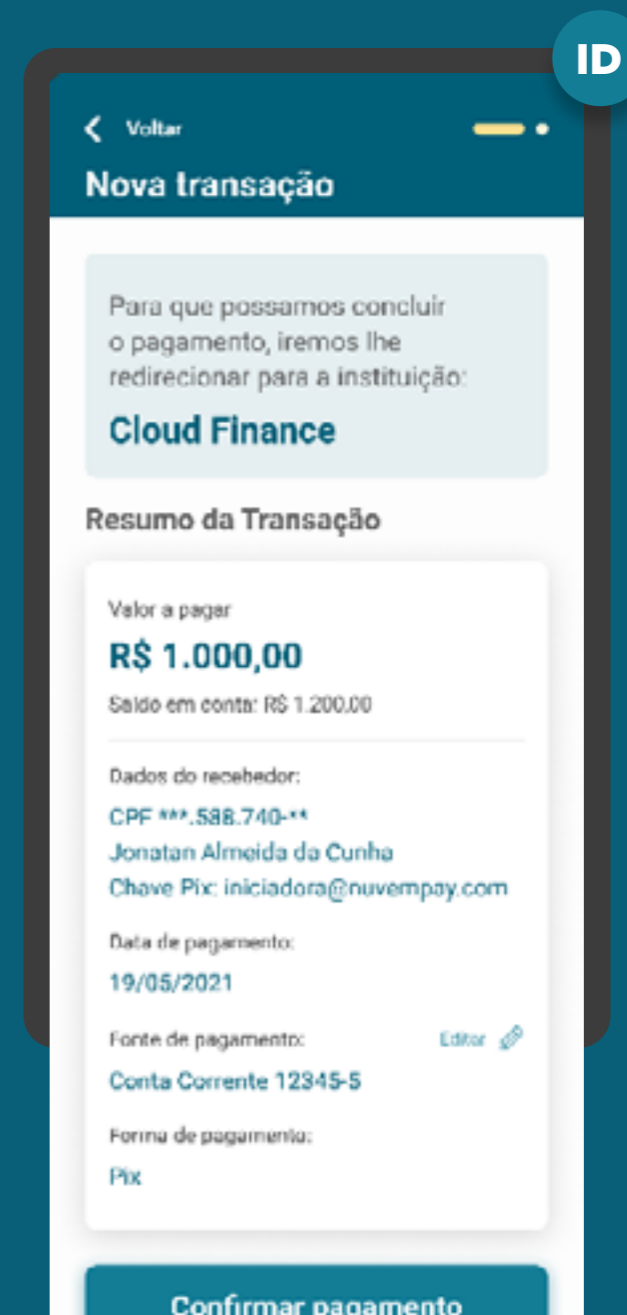 ID
Voltar
Nova transação
Para que possamos concluir
o pagamento, iremos lhe
redirecionar para a instituição:
Cloud Finance
Resumo da Transação
Valor a pagar
R$ 1.000,00
Saldo em conta: R$ 1.200,00
Dados do recebedor:
CPF ***.588.740-**
Jonatan Almeida da Cunha
Chave Pix: iniciadora@nuvempay.com
Data de pagamento:
19/05/2021
Fonte de pagamento:
Editar
Conta Corrente 12345-5
Forma de pagamento:
Pix
Confirmar pagamento